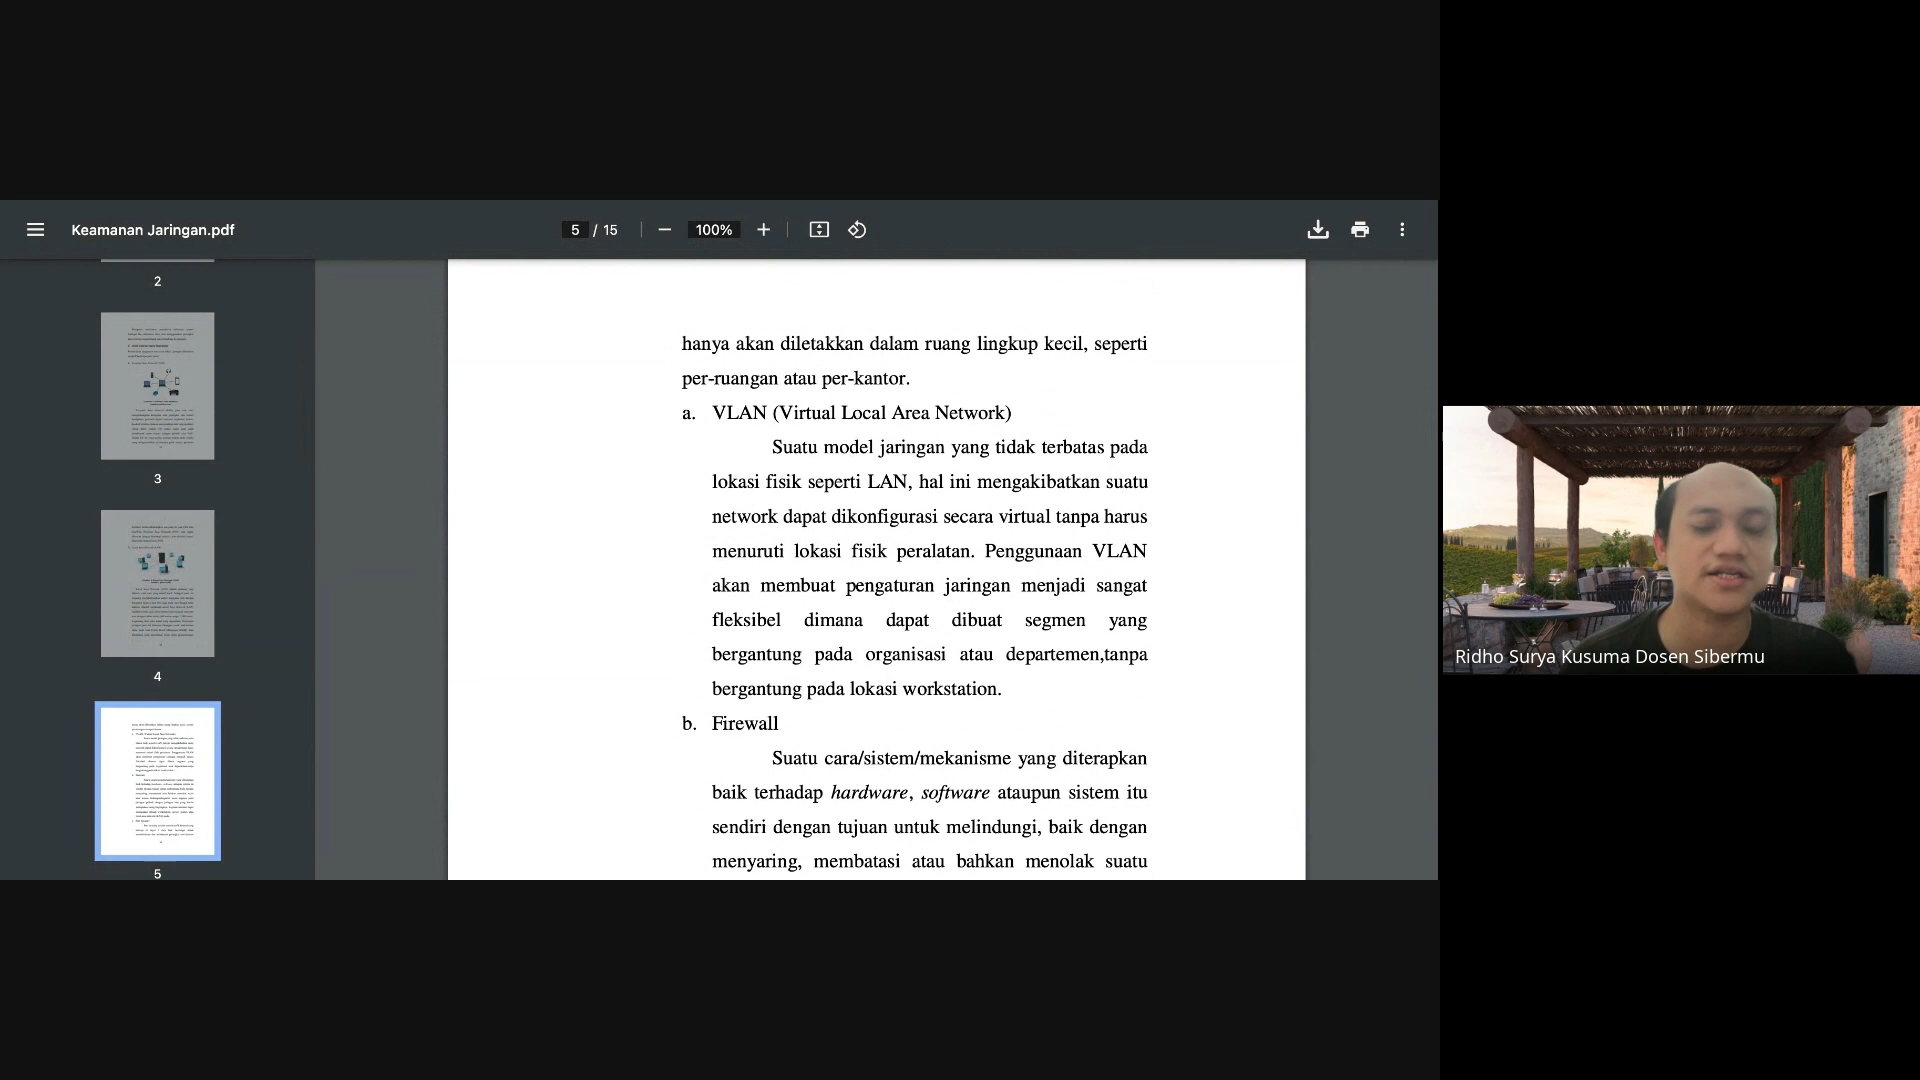 Keamanan Jaringan.pdf
5 / 15
100%
2
3
4
5
hanya akan diletakkan dalam ruang lingkup kecil, seperti
per-ruangan atau per-kantor.
a. VLAN (Virtual Local Area Network)
Suatu model jaringan yang tidak terbatas pada
lokasi fisik seperti LAN, hal ini mengakibatkan suatu
network dapat dikonfigurasi secara virtual tanpa harus
menuruti lokasi fisik peralatan. Penggunaan VLAN
akan membuat pengaturan jaringan menjadi sangat
fleksibel dimana dapat dibuat segmen yang
bergantung pada organisasi atau departemen,tanpa
bergantung pada lokasi workstation.
b. Firewall
Suatu cara/sistem/mekanisme yang diterapkan
baik terhadap hardware, software ataupun sistem itu
sendiri dengan tujuan untuk melindungi, baik dengan
menyaring, membatasi atau bahkan menolak suatu
Ridho Surya Kusuma Dosen Sibermu